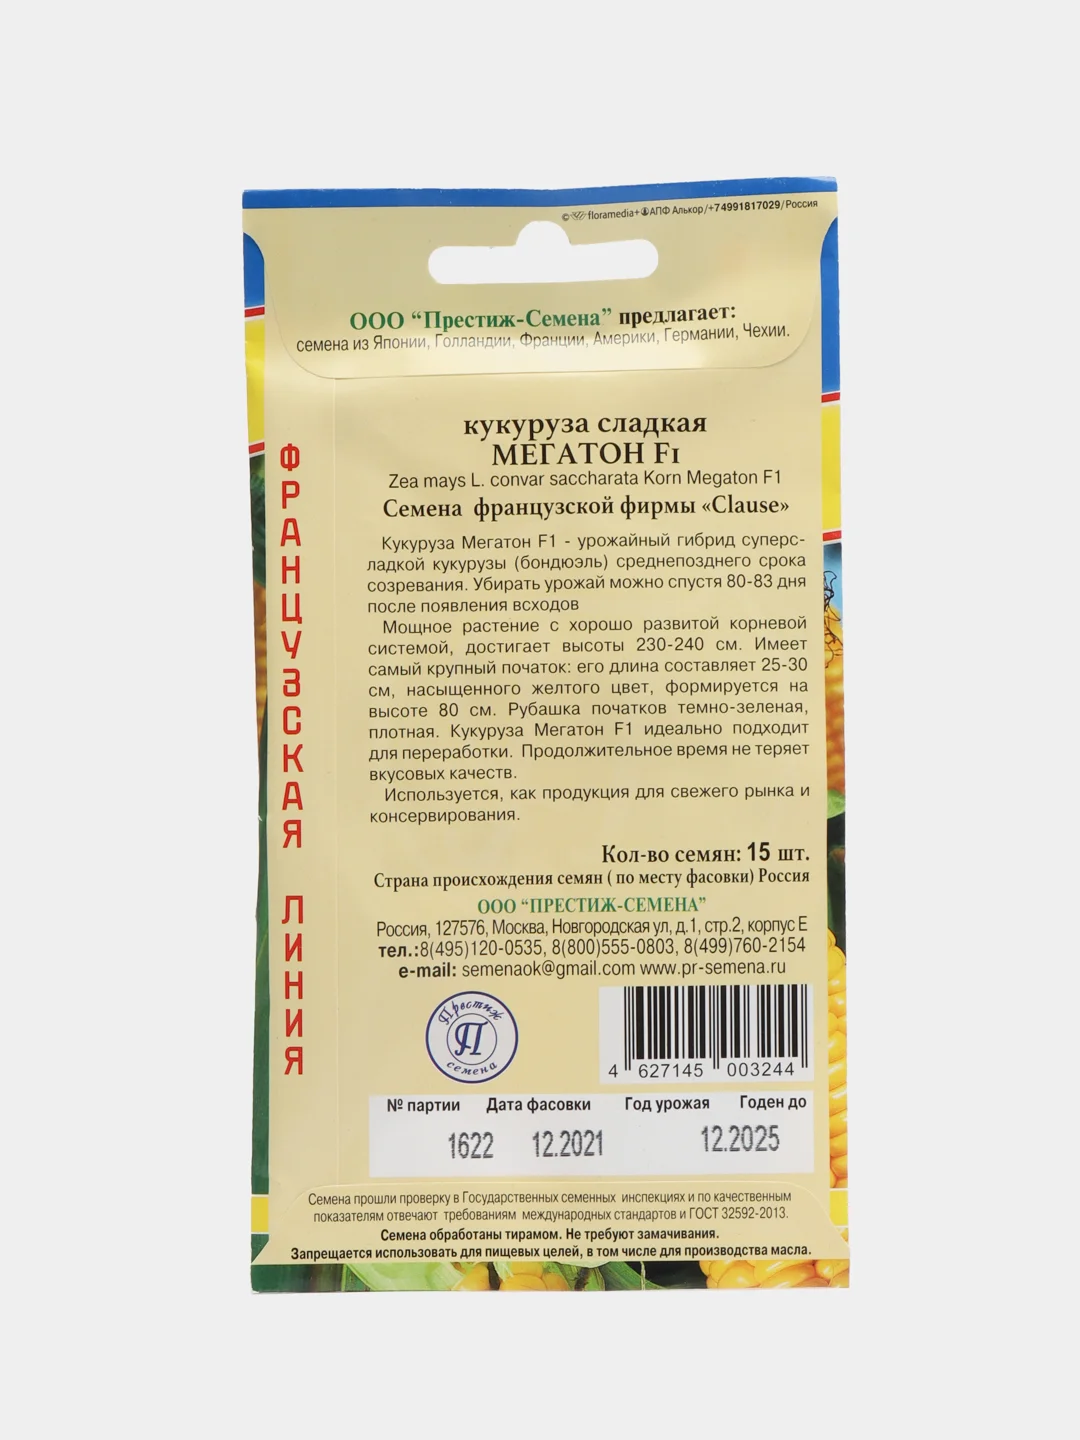 © floramedia+ АПФ Алькор/+74991817029/Россия
ООО “Престиж-Семена” предлагает:
семена из Японии, Голландии, Франции, Америки, Германии, Чехии.
ФРАНЦУЗСКАЯ ЛИНИЯ
кукуруза сладкая
МЕГАТОН F1
Zea mays L. convar saccharata Korn Megaton F1
Семена французской фирмы «Clause»
Кукуруза Мегатон F1 - урожайный гибрид суперс-
ладкой кукурузы (бондюэль) среднепозднего срока
созревания. Убирать урожай можно спустя 80-83 дня
после появления всходов
Мощное растение с хорошо развитой корневой
системой, достигает высоты 230-240 см. Имеет
самый крупный початок: его длина составляет 25-30
см, насыщенного желтого цвет, формируется на
высоте 80 см. Рубашка початков темно-зеленая,
плотная. Кукуруза Мегатон F1 идеально подходит
для переработки. Продолжительное время не теряет
вкусовых качеств.
Используется, как продукция для свежего рынка и
консервирования.
Кол-во семян: 15 шт.
Страна происхождения семян ( по месту фасовки) Россия
ООО “ПРЕСТИЖ-СЕМЕНА”
Россия, 127576, Москва, Новгородская ул, д.1, стр.2, корпус Е
тел.:8(495)120-0535, 8(800)555-0803, 8(499)760-2154
e-mail: semenaok@gmail.com www.pr-semena.ru
Престиж
П
семена
4 627145 003244
№ партии Дата фасовки Год урожая Годен до
1622 12.2021 12.2025
Семена прошли проверку в Государственных семенных инспекциях и по качественным
показателям отвечают требованиям международных стандартов и ГОСТ 32592-2013.
Семена обработаны тирамом. Не требуют замачивания.
Запрещается использовать для пищевых целей, в том числе для производства масла.